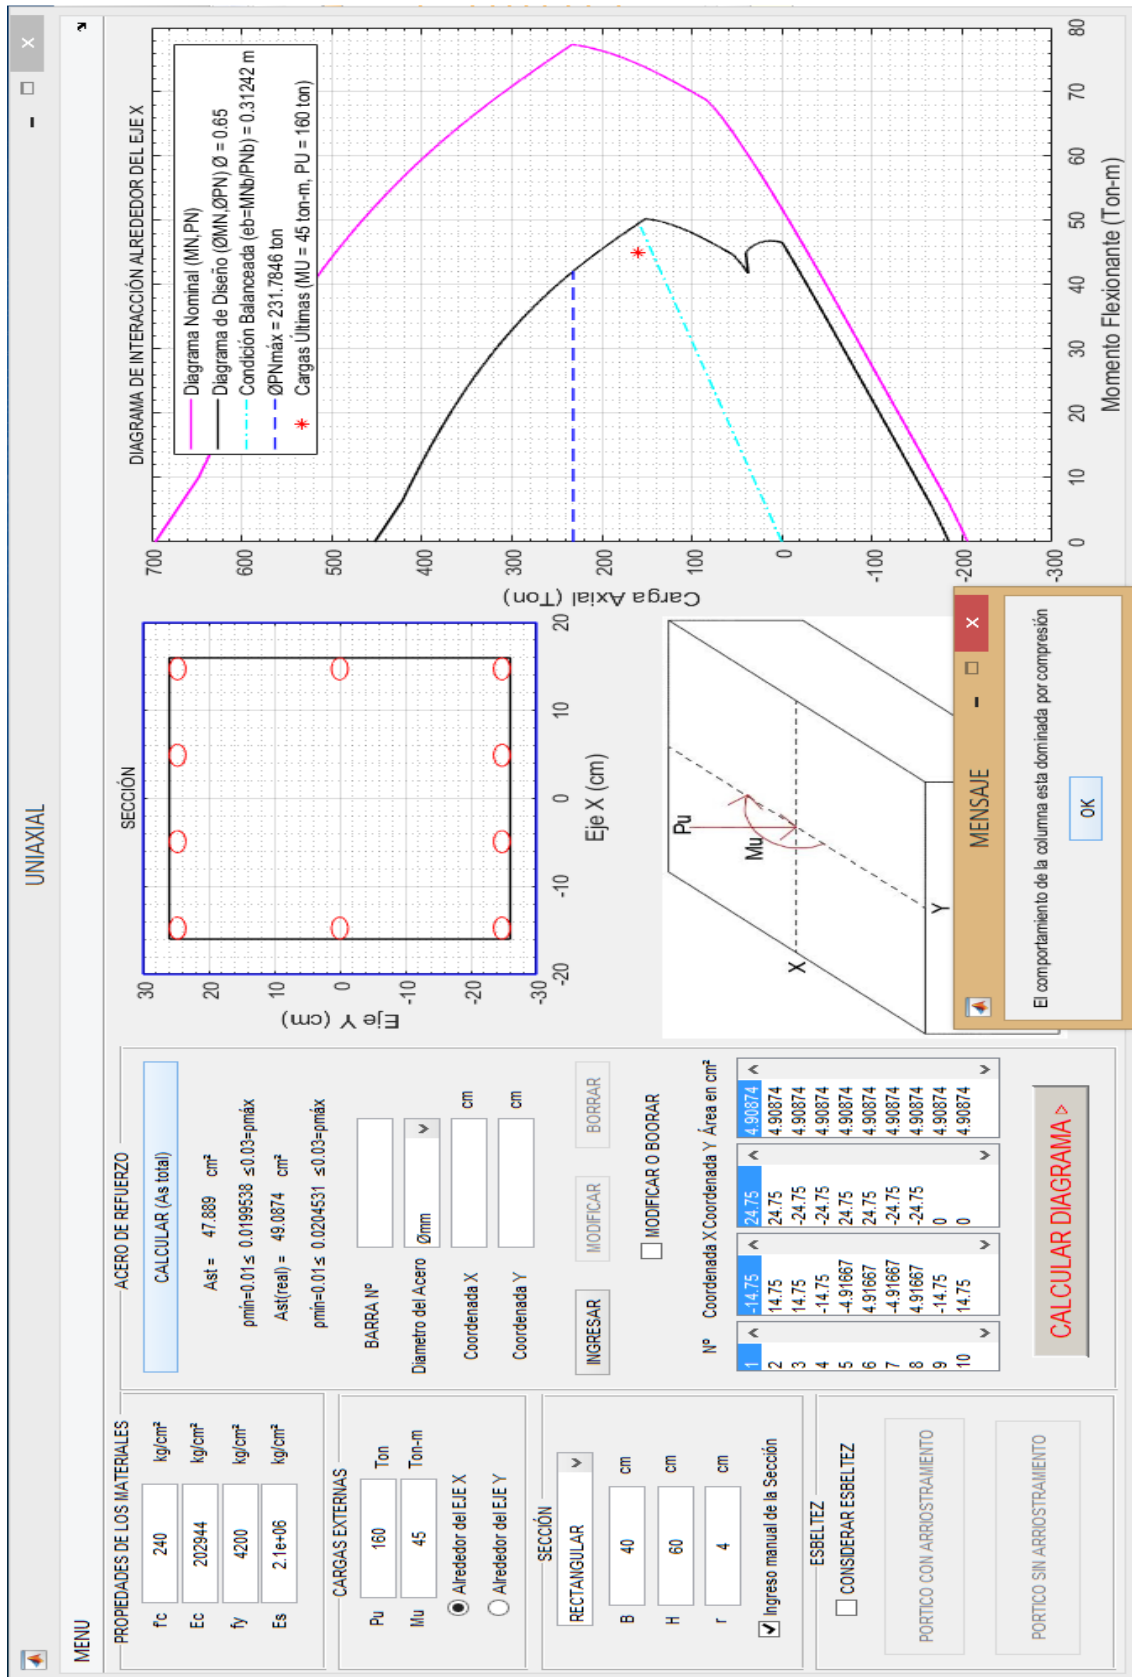 UNIAXIAL
MENU
PROPIEDADES DE LOS MATERIALES
f'c 240 kg/cm²
Ec 202944 kg/cm²
fy 4200 kg/cm²
Es 2.1e+06 kg/cm²
CARGAS EXTERNAS
Pu 160 Ton
Mu 45 Ton-m
Alrededor del EJE X
Alrededor del EJE Y
SECCIÓN
RECTANGULAR
B 40 cm
H 60 cm
r 4 cm
Ingreso manual de la Sección
ESBELTEZ
CONSIDERAR ESBELTEZ
PORTICO CON ARRIOSTRAMIENTO
PORTICO SIN ARRIOSTRAMIENTO
ACERO DE REFUERZO
CALCULAR (As total)
Ast = 47.889 cm²
ρmín=0.01≤ 0.0199538 ≤0.03=ρmáx
Ast(real) = 49.0874 cm²
ρmín=0.01≤ 0.0204531 ≤0.03=ρmáx
BARRA Nº
Diametro del Acero Ømm
Coordenada X cm
Coordenada Y cm
INGRESAR MODIFICAR BORRAR
MODIFICAR O BOORAR
Nº Coordenada X Coordenada Y Área en cm²
1 -14.75 24.75 4.90874
2 14.75 24.75 4.90874
3 14.75 -24.75 4.90874
4 -14.75 -24.75 4.90874
5 -4.91667 24.75 4.90874
6 4.91667 24.75 4.90874
7 -4.91667 -24.75 4.90874
8 4.91667 -24.75 4.90874
9 -14.75 0 4.90874
10 14.75 0 4.90874
CALCULAR DIAGRAMA >
SECCIÓN
30
20
10
0
-10
-20
-30
Eje Y (cm)
-20 -10 0 10 20
Eje X (cm)
Pu
Mu
X
Y
DIAGRAMA DE INTERACCIÓN ALREDEDOR DEL EJE X
Diagrama Nominal (MN,PN)
Diagrama de Diseño (ØMN,ØPN) Ø = 0.65
Condición Balanceada (eb=MNb/PNb) = 0.31242 m
ØPNmáx = 231.7846 ton
Cargas Últimas (MU = 45 ton-m, PU = 160 ton)
700
600
500
400
300
200
100
0
-100
-200
-300
Carga Axial (Ton)
0 10 20 30 40 50 60 70 80
Momento Flexionante (Ton-m)
MENSAJE
El comportamiento de la columna esta dominada por compresión
OK